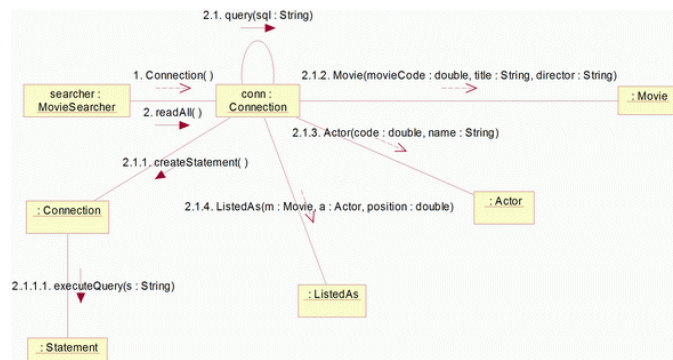 2.1. query(sql : String)
searcher :
MovieSearcher
1. Connection( )
conn :
Connection
2.1.2. Movie(movieCode : double, title : String, director : String)
: Movie
2. readAll( )
2.1.3. Actor(code : double, name : String)
2.1.1. createStatement( )
: Connection
2.1.4. ListedAs(m : Movie, a : Actor, position : double)
: Actor
2.1.1.1. executeQuery(s : String)
: ListedAs
: Statement